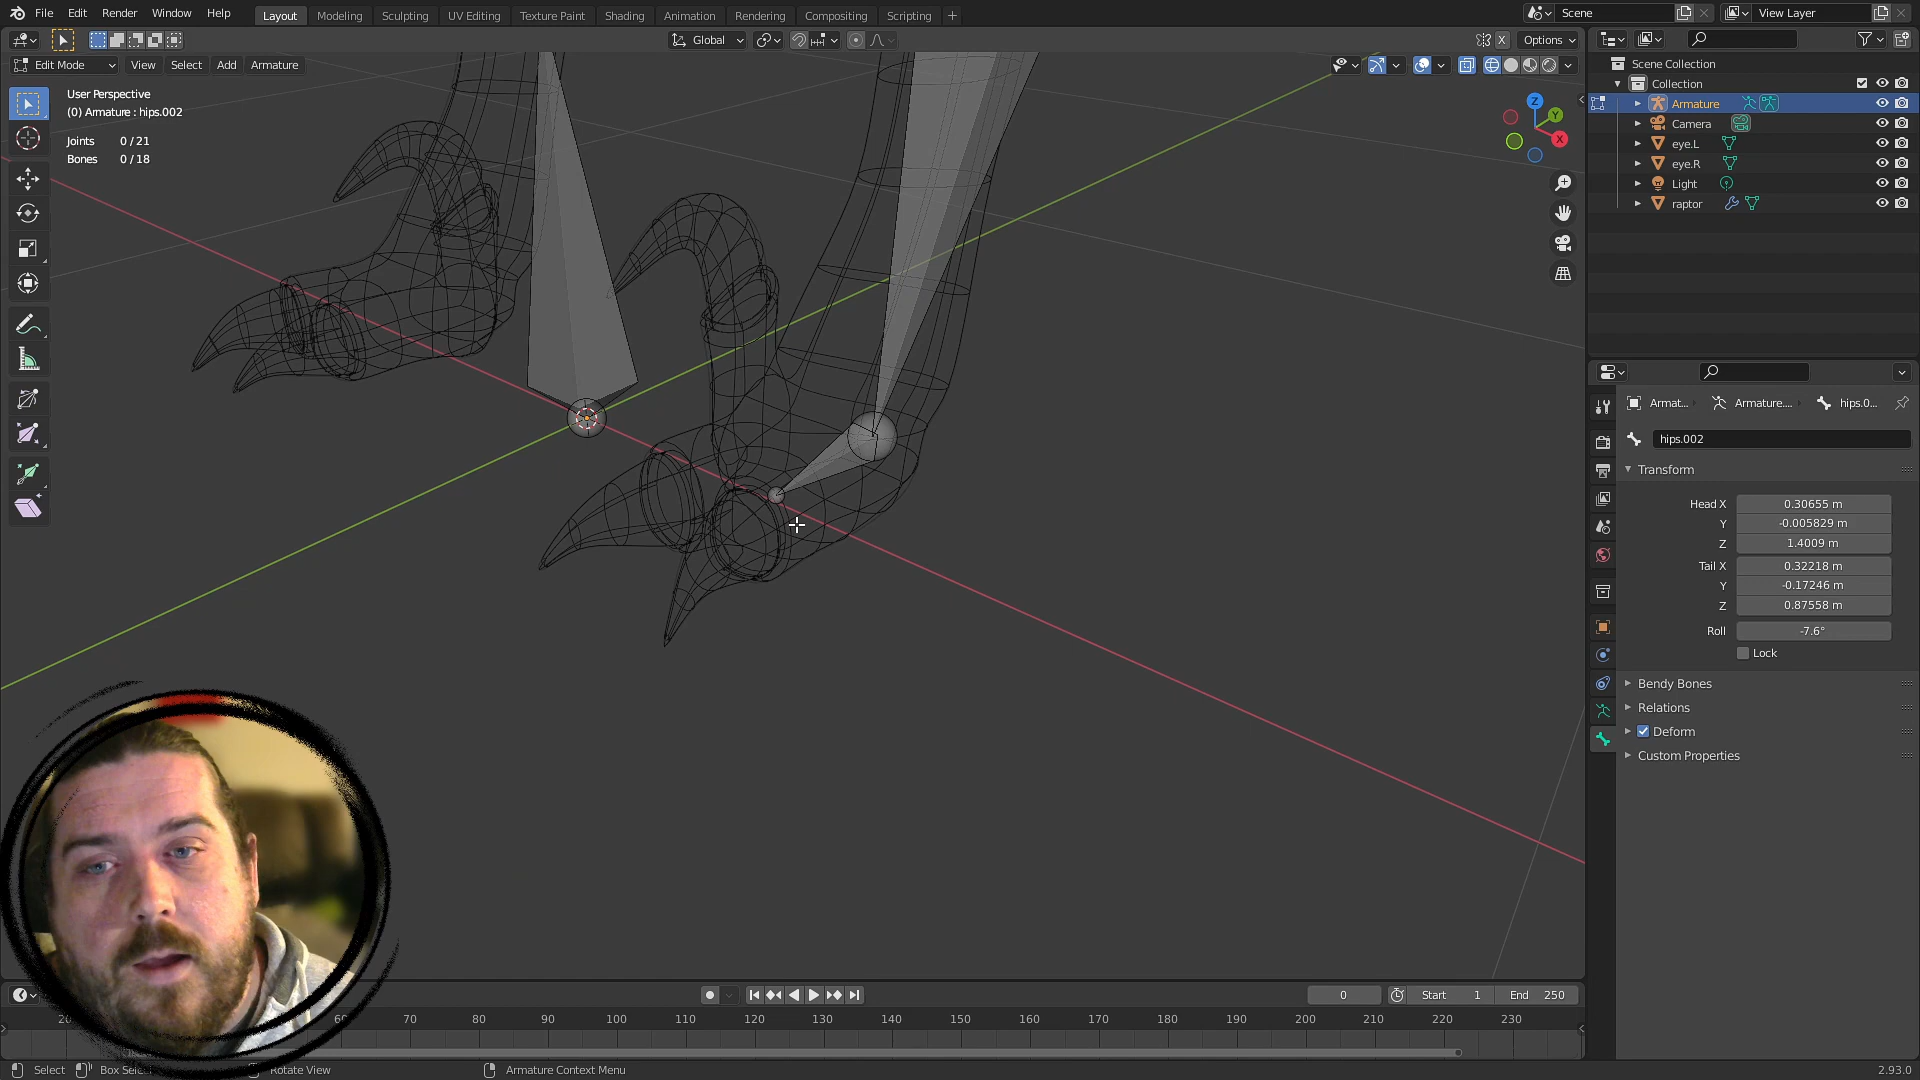 File Edit Render Window Help
Layout Modeling Sculpting UV Editing Texture Paint Shading Animation Rendering Compositing Scripting +
Scene
View Layer
Global
X
Options
Edit Mode View Select Add Armature
User Perspective
(0) Armature : hips.002
Joints 0 / 21
Bones 0 / 18
Z
Y
X
Scene Collection
Collection
Armature
Camera
eye.L
eye.R
Light
raptor
Armat... Armature.... hips.0...
hips.002
Transform
Head X 0.30655 m
Y -0.005829 m
Z 1.4009 m
Tail X 0.32218 m
Y -0.17246 m
Z 0.87558 m
Roll -7.6°
Lock
Bendy Bones
Relations
Deform
Custom Properties
0 Start 1 End 250
20 60 70 80 90 100 110 120 130 140 150 160 170 180 190 200 210 220 230
Select Rotate View Armature Context Menu 2.93.0